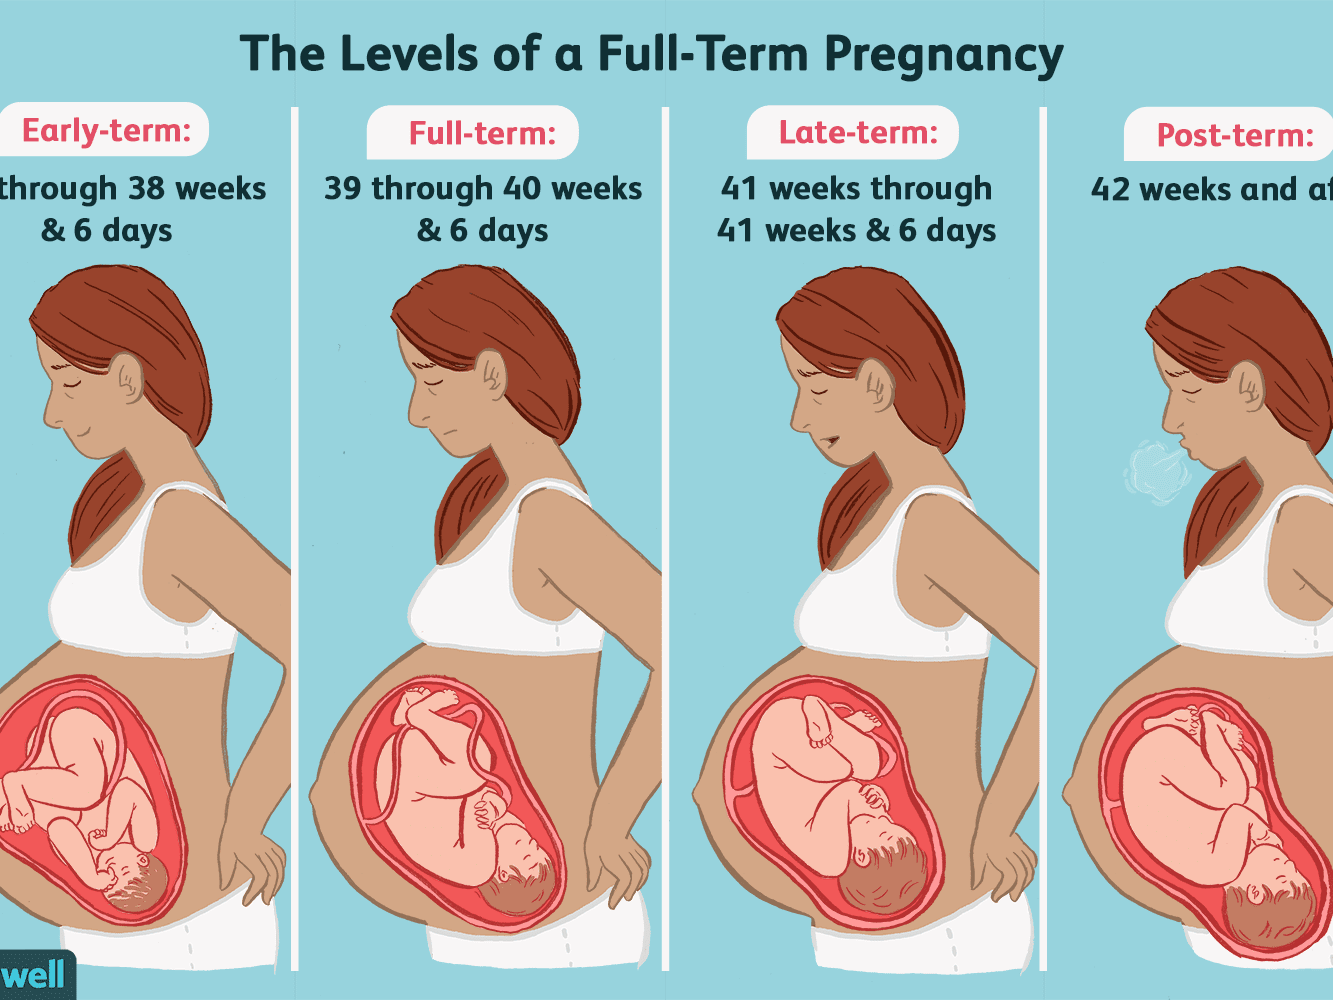 The Levels of a Full-Term Pregnancy
Early-term:
through 38 weeks
& 6 days
Full-term:
39 through 40 weeks
& 6 days
Late-term:
41 weeks through
41 weeks & 6 days
Post-term:
42 weeks and
well